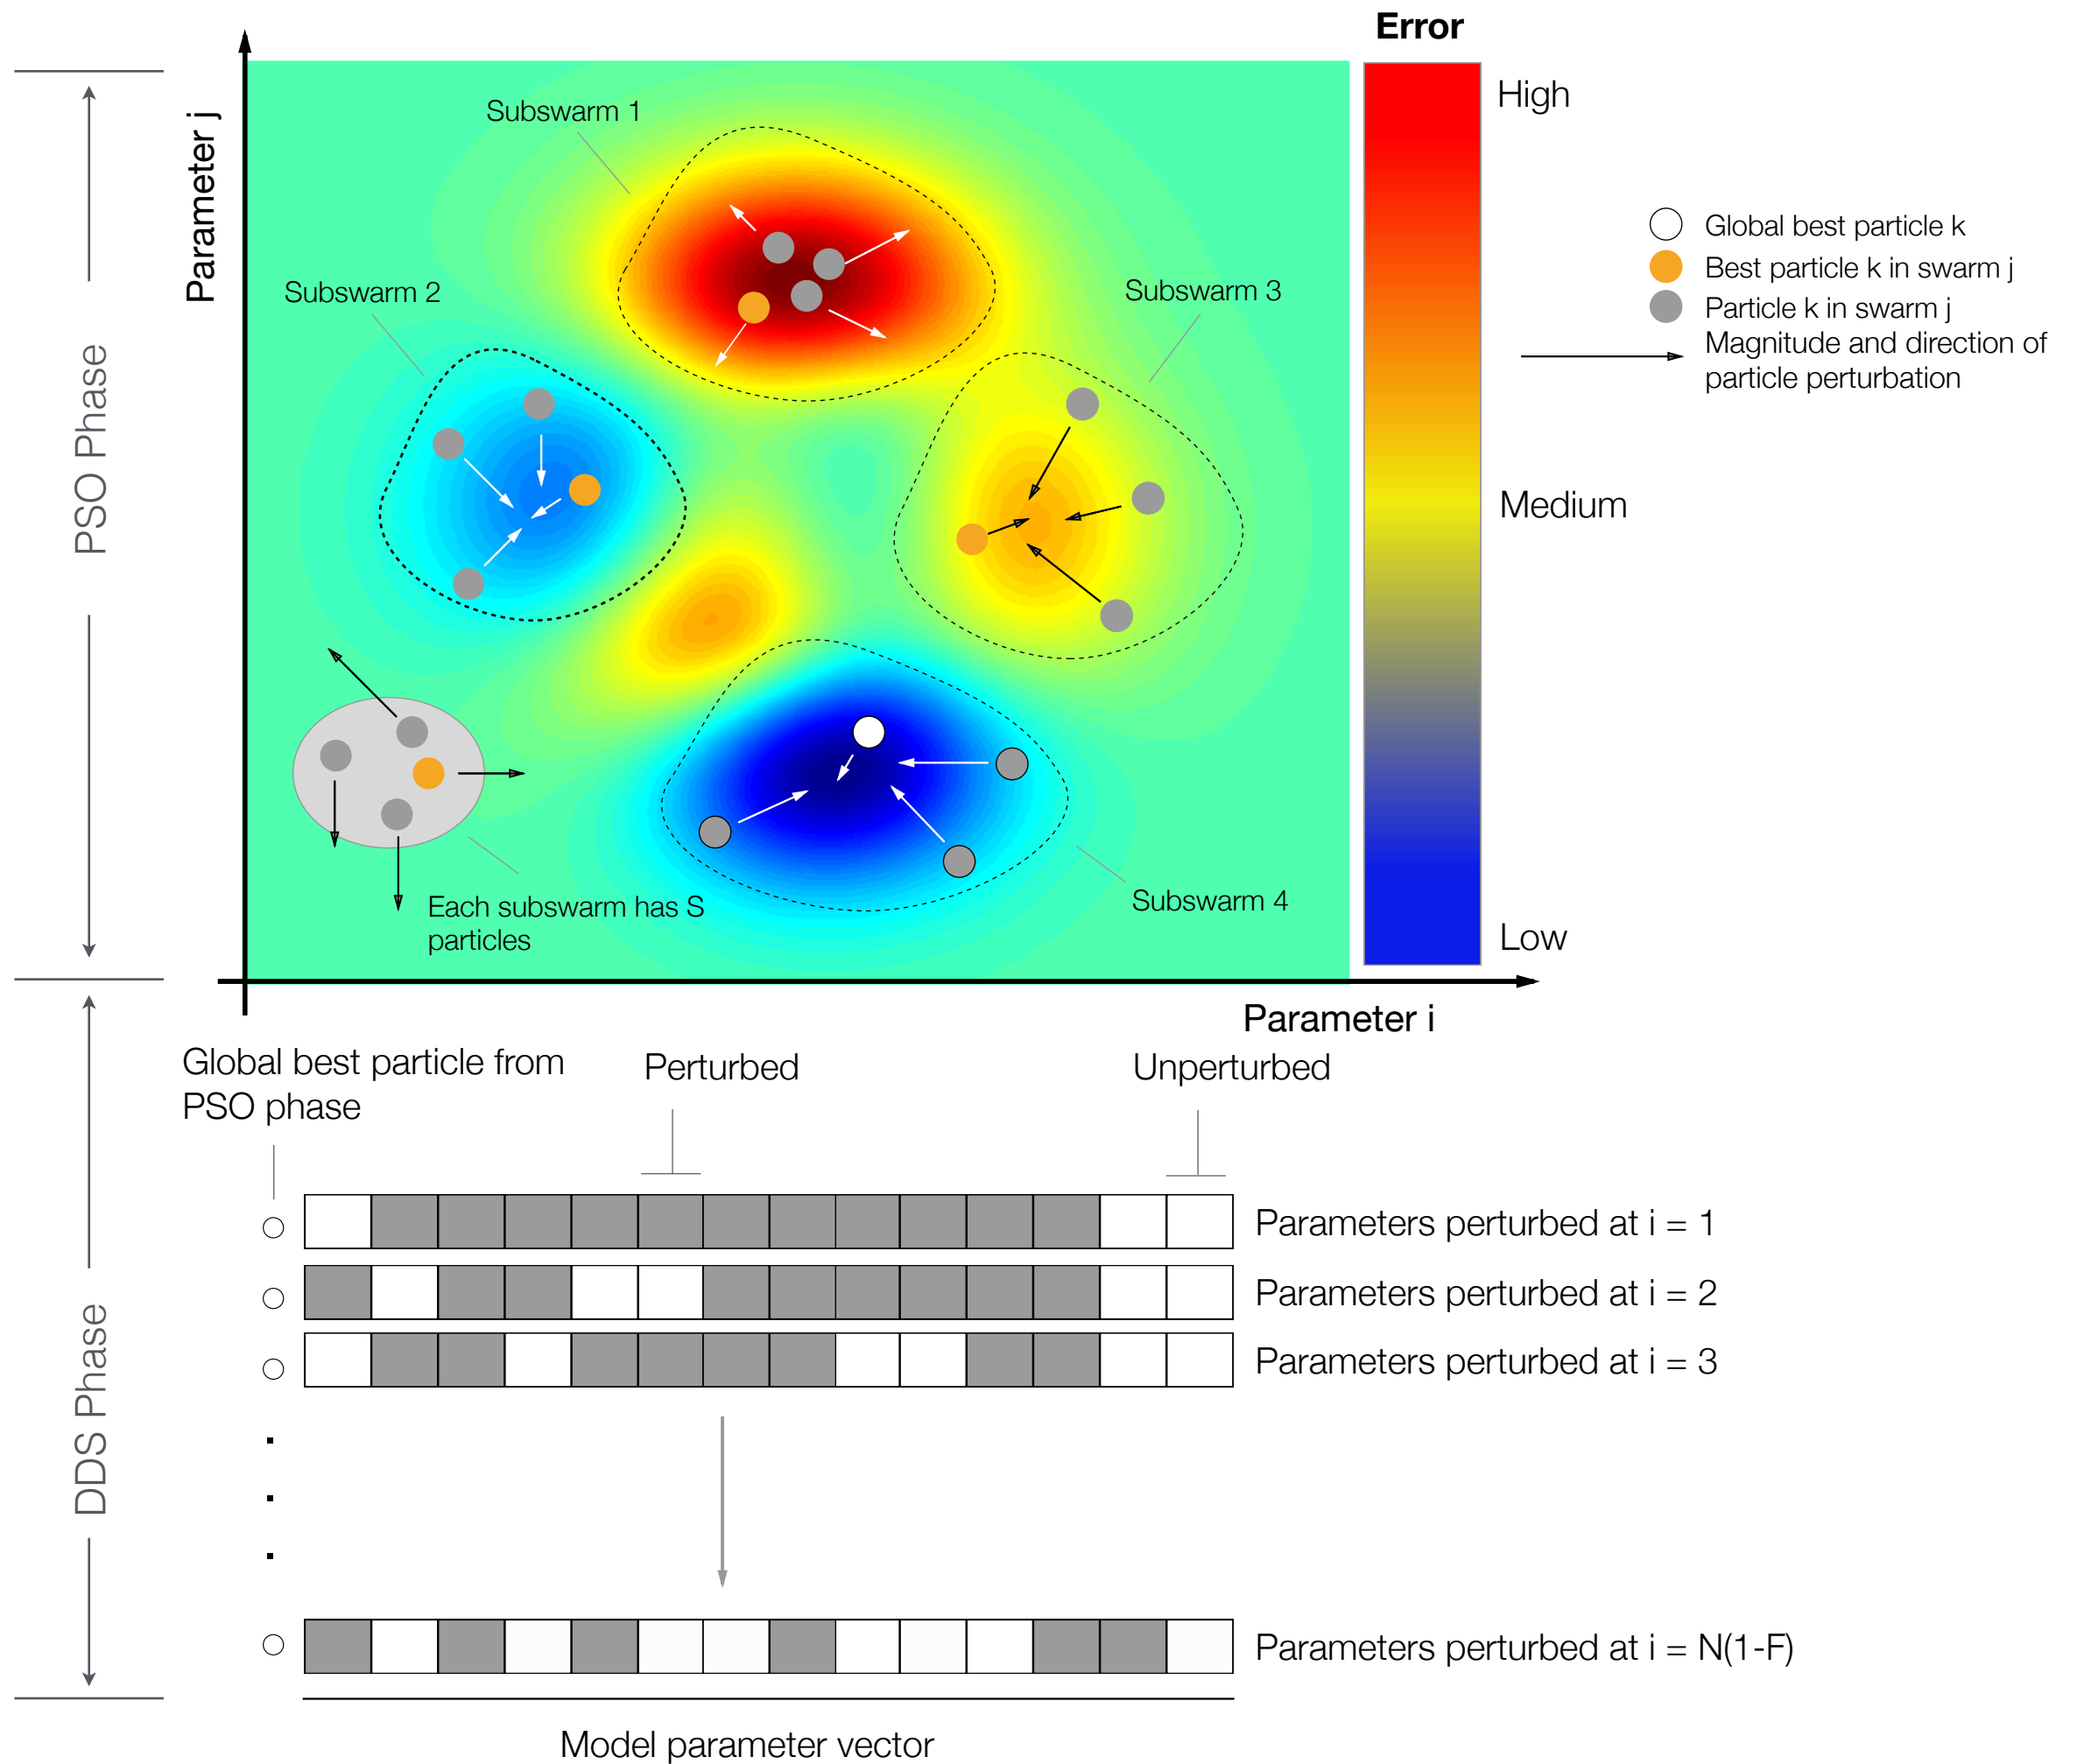 Error
High
Medium
Low
Parameter j
Parameter i
PSO Phase
DDS Phase
Subswarm 1
Subswarm 2
Subswarm 3
Subswarm 4
Each subswarm has S
particles
Global best particle k
Best particle k in swarm j
Particle k in swarm j
Magnitude and direction of
particle perturbation
Global best particle from
PSO phase
Perturbed
Unperturbed
Parameters perturbed at i = 1
Parameters perturbed at i = 2
Parameters perturbed at i = 3
Parameters perturbed at i = N(1-F)
Model parameter vector